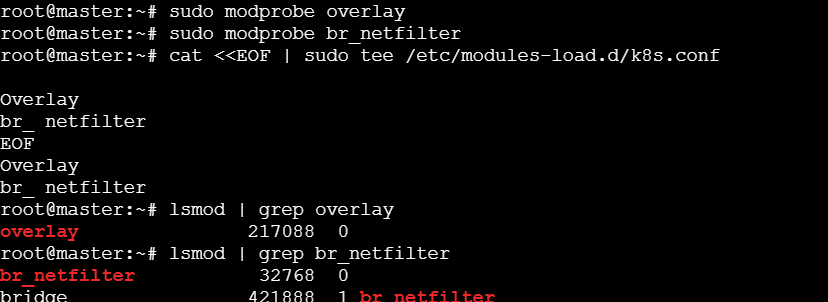 root@master:~# sudo modprobe overlay
root@master:~# sudo modprobe br_netfilter
root@master:~# cat <<EOF | sudo tee /etc/modules-load.d/k8s.conf
Overlay
br_ netfilter
EOF
Overlay
br_ netfilter
root@master:~# lsmod | grep overlay
overlay 217088 0
root@master:~# lsmod | grep br_netfilter
br_netfilter 32768 0
bridge 421888 1 br_netfilter